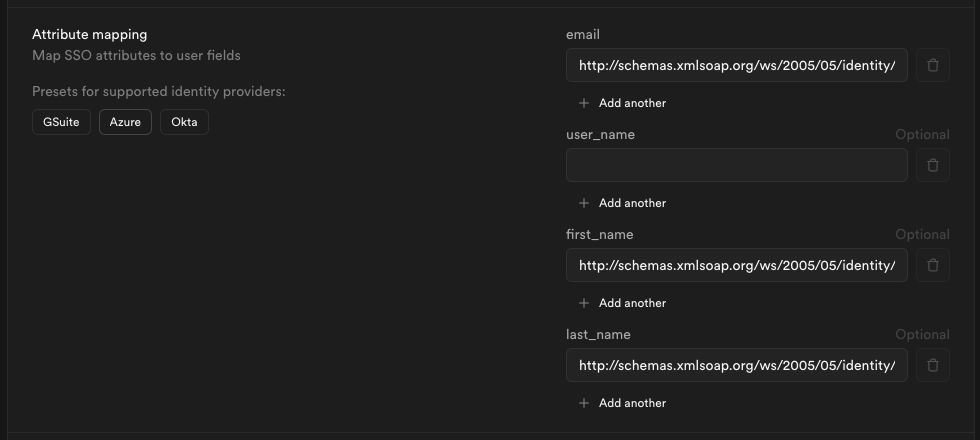 Attribute mapping
Map SSO attributes to user fields
Presets for supported identity providers:
GSuite Azure Okta
email
http://schemas.xmlsoap.org/ws/2005/05/identity/
+ Add another
user_name Optional
+ Add another
first_name Optional
http://schemas.xmlsoap.org/ws/2005/05/identity/
+ Add another
last_name Optional
http://schemas.xmlsoap.org/ws/2005/05/identity/
+ Add another